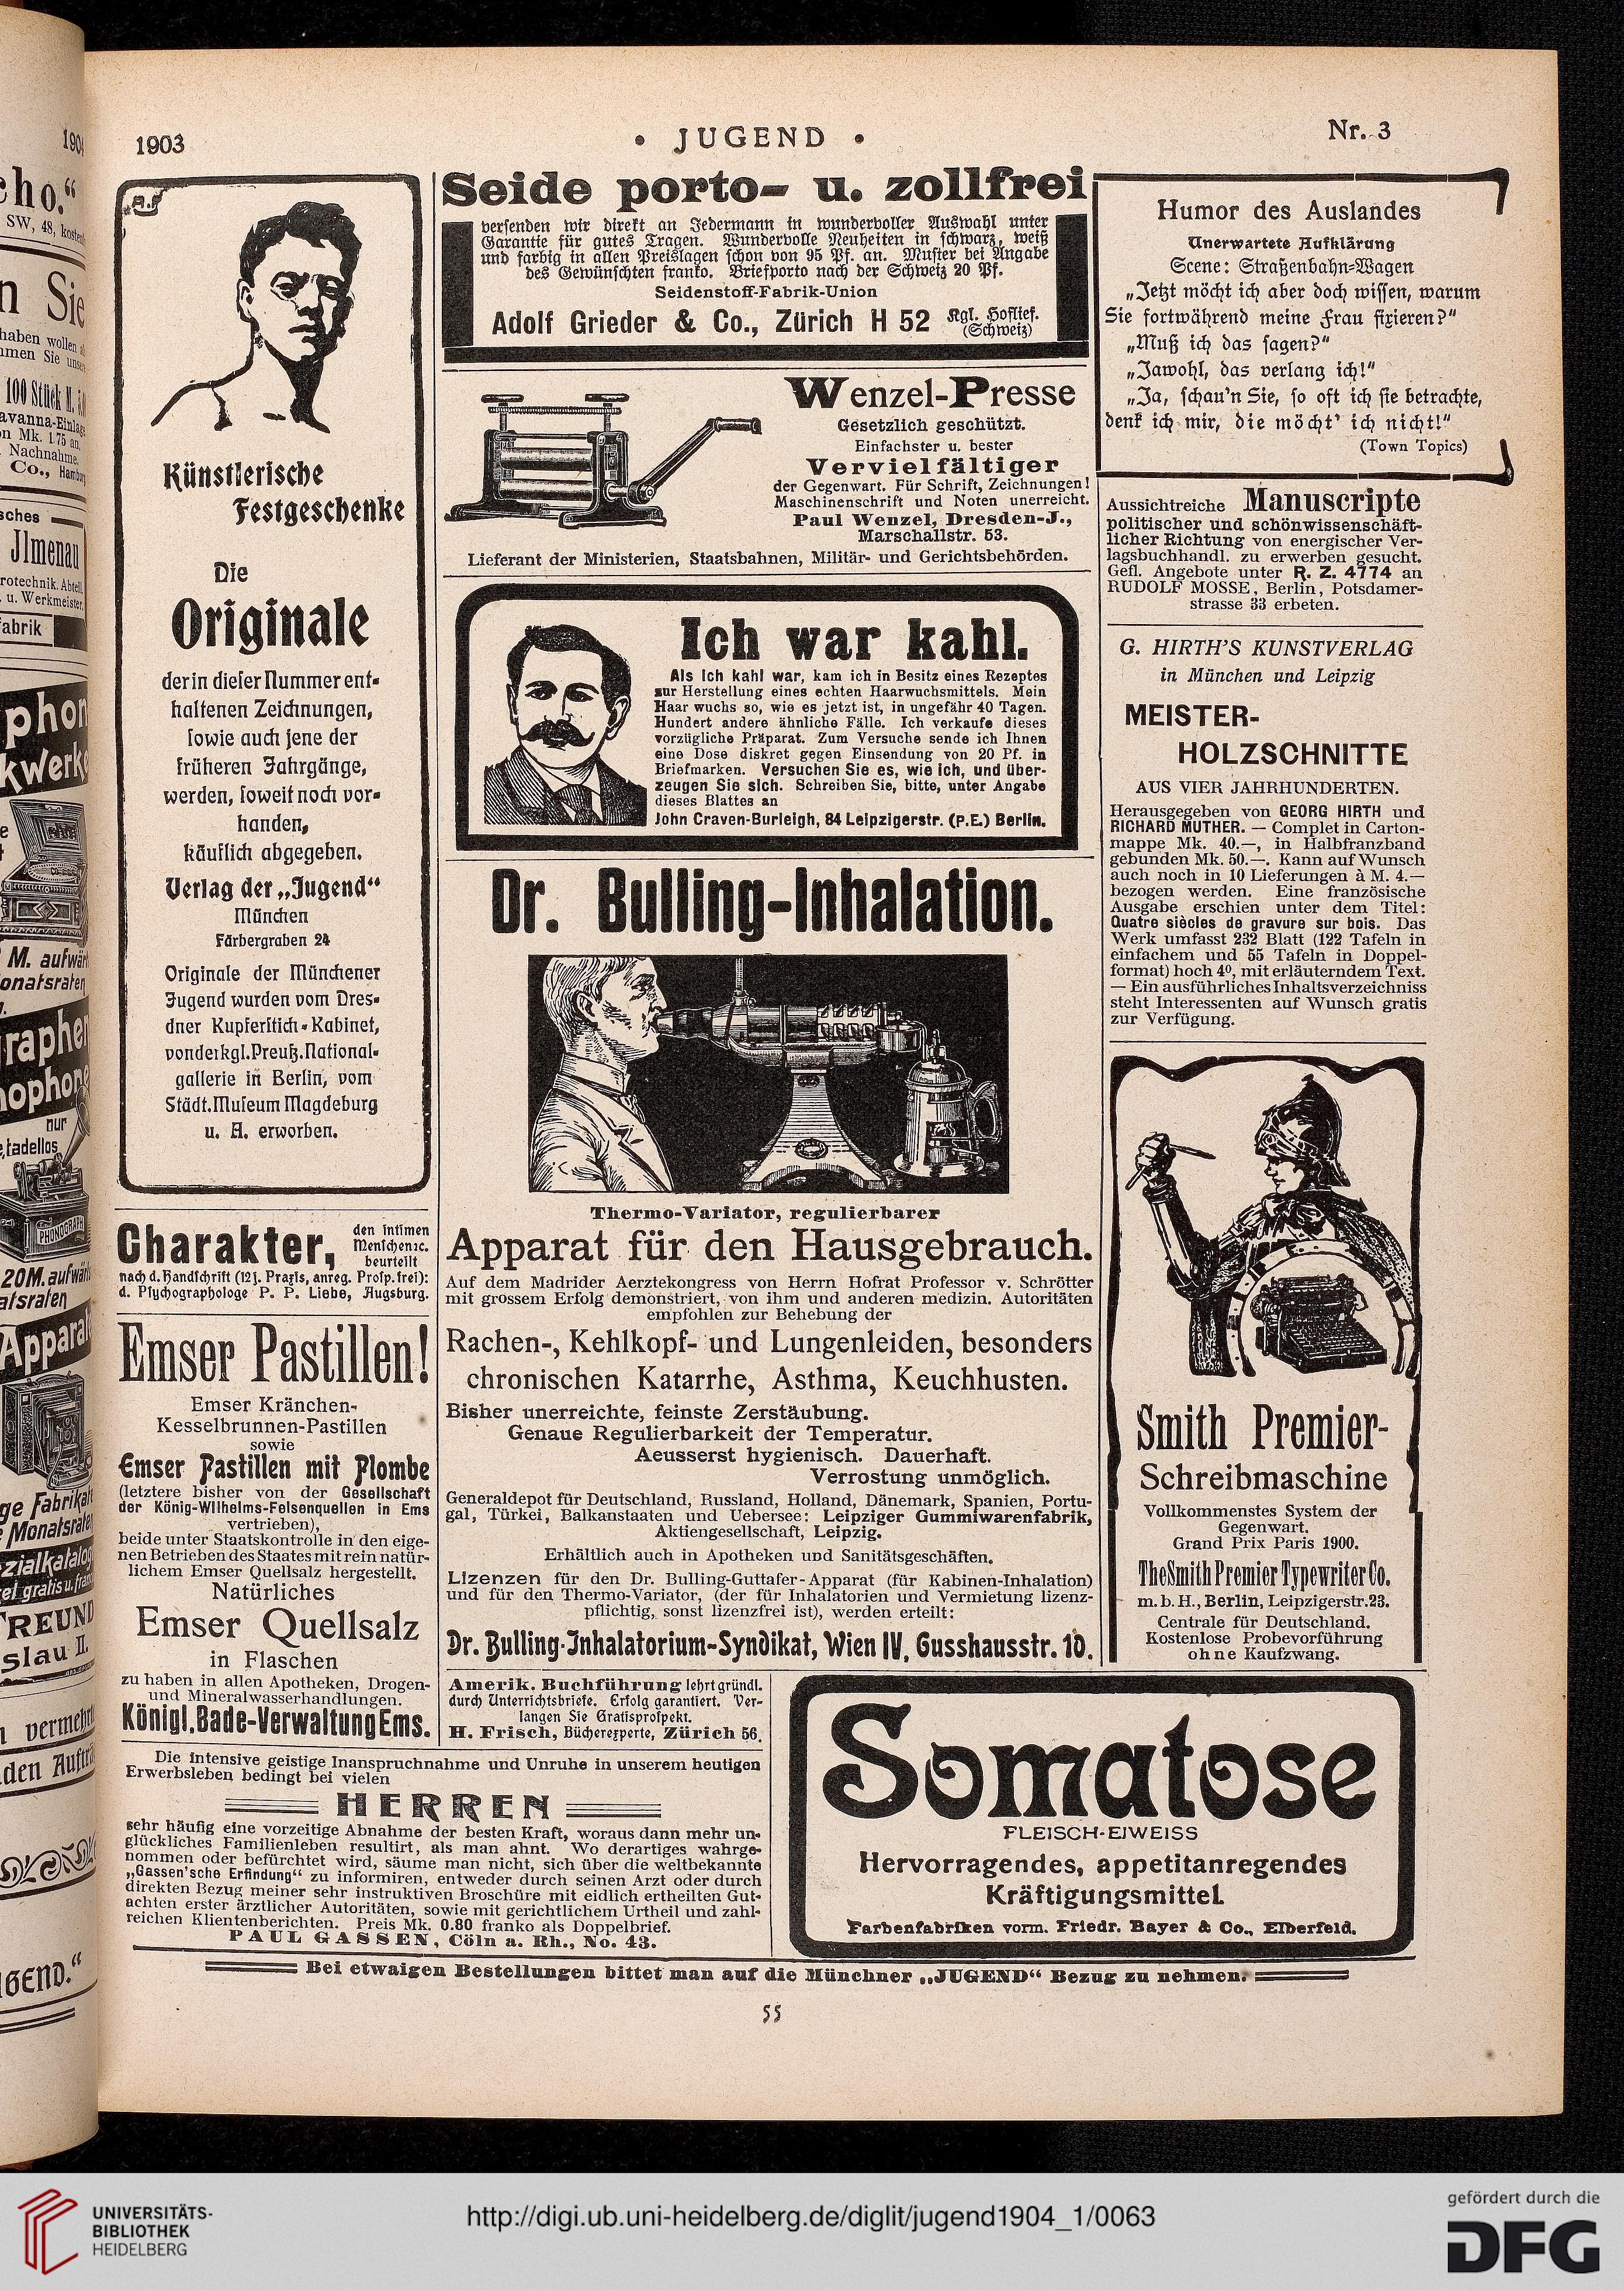 1903
• JUGEND •
Nr. 3
Künstlerische
Festgeschenke
Die
Originale
der in dieser Nummer ent-
haltenen Zeichnungen,
sowie auch jene der
früheren Jahrgänge,
werden, soweit noch vor-
handen,
käuflich abgegeben.
Verlag der „Jugend“
München
Färbergraben 24
Originale der Münchener
Jugend wurden vom Dres-
dner Kupferstich-Kabinet,
von der kgl. Preuß. National-
gallerie in Berlin, vom
Städt. Museum Magdeburg
u. A. erworben.
Charakter,
den intimen
Menschen ꝛc.
beurteilt
nach d. Handschrift (12 J. Praxis, anreg. Prosp. frei):
d. Psychographologe P. P. Liebe, Augsburg.
Emser Pastillen!
Emser Kränchen-
Kesselbrunnen-Pastillen
sowie
Emser Pastillen mit Plombe
(letztere bisher von der Gesellschaft
der König-Wilhelms-Felsenquellen in Ems
vertrieben),
beide unter Staatskontrolle in den eige-
nen Betrieben des Staates mit rein natür-
lichem Emser Quellsalz hergestellt.
Natürliches
Emser Quellsalz
in Flaschen
zu haben in allen Apotheken, Drogen-
und Mineralwasserhandlungen.
Königl. Bade-Verwaltung Ems.
Seide porto- u. zollfrei
versenden wir direkt an Jedermann in wundervoller Auswahl unter
Garantie für gutes Tragen. Wundervolle Neuheiten in schwarz, weiß
und farbig in allen Preislagen schon von 95 Pf. an. Muster bei Angabe
des Gewünschten franko. Briefporto nach der Schweiz 20 Pf.
Seidenstoff-Fabrik-Union
Adolf Grieder & Co., Zürich H 52 Kgl. Hoflief.
(Schweiz)
Wenzel-Presse
Gesetzlich geschützt.
Einfachster u. bester
Vervielfältiger
der Gegenwart. Für Schrift, Zeichnungen!
Maschinenschrift und Noten unerreicht.
Paul Wenzel, Dresden-J.,
Marschallstr. 53.
Lieferant der Ministerien, Staatsbahnen, Militär- und Gerichtsbehörden.
Ich war kahl.
Als ich kahl war, kam ich in Besitz eines Rezeptes
zur Herstellung eines echten Haarwuchsmittels. Mein
Haar wuchs so, wie es jetzt ist, in ungefähr 40 Tagen.
Hundert andere ähnliche Fälle. Ich verkaufe dieses
vorzügliche Präparat. Zum Versuche sende ich Ihnen
eine Dose diskret gegen Einsendung von 20 Pf. in
Briefmarken. Versuchen Sie es, wie ich, und über-
zeugen Sie sich. Schreiben Sie, bitte, unter Angabe
dieses Blattes an
John Craven-Burleigh, 84 Leipzigerstr. (P.E.) Berlin.
Dr. Bulling-Inhalation.
Thermo-Variator, regulierbarer
Apparat für den Hausgebrauch.
Auf dem Madrider Aerztekongress von Herrn Hofrat Professor v. Schrötter
mit grossem Erfolg demonstriert, von ihm und anderen medizin. Autoritäten
empfohlen zur Behebung der
Rachen-, Kehlkopf- und Lungenleiden, besonders
chronischen Katarrhe, Asthma, Keuchhusten.
Bisher unerreichte, feinste Zerstäubung.
Genaue Regulierbarkeit der Temperatur.
Aeusserst hygienisch. Dauerhaft.
Verrostung unmöglich.
Generaldepot für Deutschland, Russland, Holland, Dänemark, Spanien, Portu-
gal, Türkei, Balkanstaaten und Uebersee: Leipziger Gummiwarenfabrik,
Aktiengesellschaft, Leipzig.
Erhältlich auch in Apotheken und Sanitätsgeschäften.
Lizenzen für den Dr. Bulling-Guttafer-Apparat (für Kabinen-Inhalation)
und für den Thermo-Variator, (der für Inhalatorien und Vermietung lizenz-
pflichtig, sonst lizenzfrei ist), werden erteilt:
Dr. Bulling-Inhalatorium-Syndikat, Wien IV, Gusshausstr. 10.
Humor des Auslandes
Unerwartete Aufklärung
Scene: Straßenbahn-Wagen
„Jetzt möcht ich aber doch wissen, warum
Sie fortwährend meine Frau fixieren?“
„Muß ich das sagen?“
„Jawohl, das verlang ich!“
„Ja, schau'n Sie, so oft ich sie betrachte,
denk ich mir, die möcht' ich nicht!“
(Town Topics)
Aussichtreiche Manuscripte
politischer und schönwissenschäft-
licher Richtung von energischer Ver-
lagsbuchhandl. zu erwerben gesucht.
Gefl. Angebote unter R. Z. 4774 an
RUDOLF MOSSE, Berlin, Potsdamer-
strasse 33 erbeten.
G. HIRTH'S KUNSTVERLAG
in München und Leipzig
MEISTER-
HOLZSCHNITTE
AUS VIER JAHRHUNDERTEN.
Herausgegeben von GEORG HIRTH und
RICHARD MUTHER. — Complet in Carton-
mappe Mk. 40.—, in Halbfranzband
gebunden Mk. 50.—. Kann auf Wunsch
auch noch in 10 Lieferungen à M. 4.—
bezogen werden. Eine französische
Ausgabe erschien unter dem Titel:
Quatre siècles de gravure sur bois. Das
Werk umfasst 232 Blatt (122 Tafeln in
einfachem und 55 Tafeln in Doppel-
format) hoch 4⁰, mit erläuterndem Text.
— Ein ausführliches Inhaltsverzeichniss
steht Interessenten auf Wunsch gratis
zur Verfügung.
Smith Premier-
Schreibmaschine
Vollkommenstes System der
Gegenwart.
Grand Prix Paris 1900.
The Smith Premier Typewriter Co.
m. b. H., Berlin, Leipzigerstr. 23.
Centrale für Deutschland.
Kostenlose Probevorführung
ohne Kaufzwang.
Amerik. Buchführung lehrt gründl.
durch Unterrichtsbriefe. Erfolg garantiert. Ver-
langen Sie Gratisprospekt.
H. Frisch, Bücherexperte, Zürich 56.
Die intensive geistige Inanspruchnahme und Unruhe in unserem heutigen
Erwerbsleben bedingt bei vielen
HERREN
sehr häufig eine vorzeitige Abnahme der besten Kraft, woraus dann mehr un-
glückliches Familienleben resultirt, als man ahnt. Wo derartiges wahrge-
nommen oder befürchtet wird, säume man nicht, sich über die weltbekannte
„Gassen'sche Erfindung“ zu informiren, entweder durch seinen Arzt oder durch
direkten Bezug meiner sehr instruktiven Broschüre mit eidlich ertheilten Gut-
achten erster ärztlicher Autoritäten, sowie mit gerichtlichem Urtheil und zahl-
reichen Klientenberichten. Preis Mk. 0.80 franko als Doppelbrief.
PAUL GASSEN, Cöln a. Rh., No. 43.
Somatose
FLEISCH-EIWEISS
Hervorragendes, appetitanregendes
Kräftigungsmittel.
Farbenfabriken vorm. Friedr. Bayer & Co., Elberfeld.
Bei etwaigen Bestellungen bittet man auf die Münchner „JUGEND“ Bezug zu nehmen.
55
UNIVERSITÄTS-
BIBLIOTHEK
HEIDELBERG
http://digi.ub.uni-heidelberg.de/diglit/jugend1904_1/0063
gefördert durch die
DFG